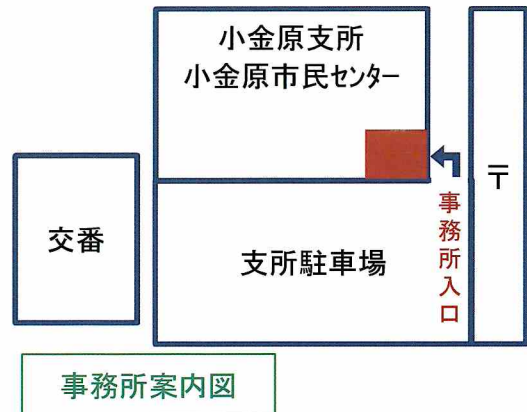 小金原支所
小金原市民センター
〒
事務所入口
交番
支所駐車場
事務所案内図